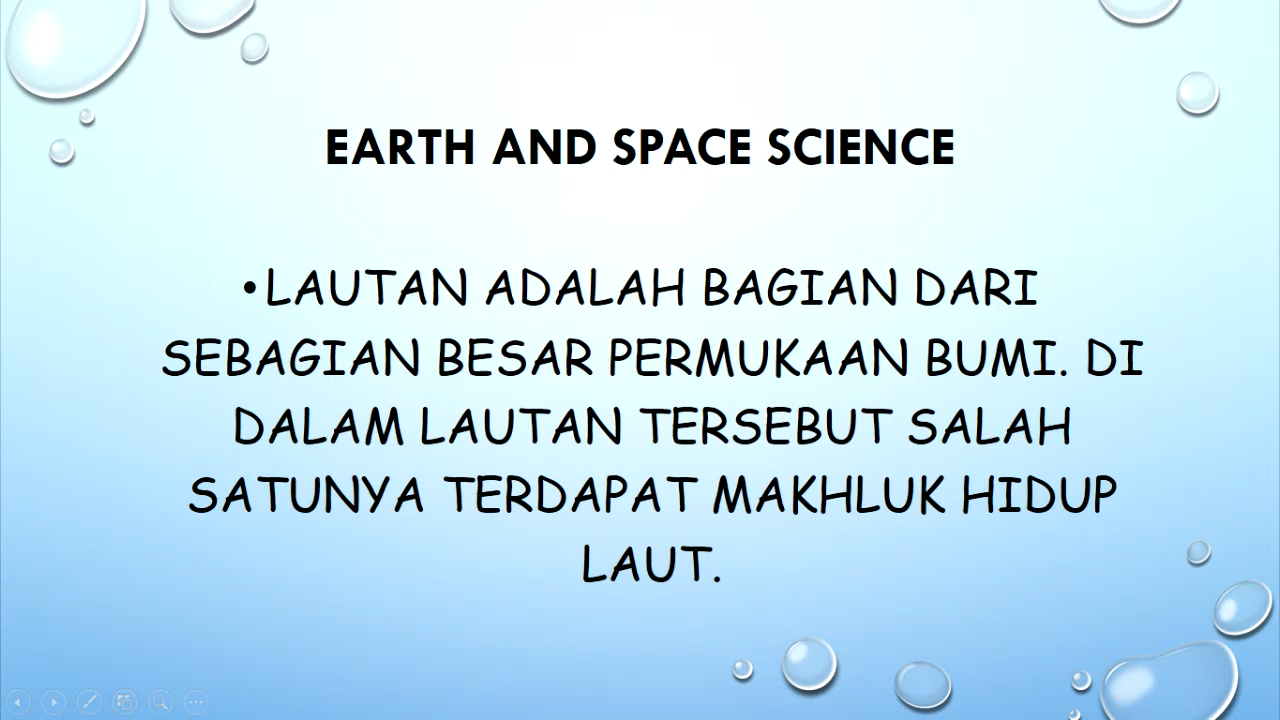 EARTH AND SPACE SCIENCE
• LAUTAN ADALAH BAGIAN DARI
SEBAGIAN BESAR PERMUKAAN BUMI. DI
DALAM LAUTAN TERSEBUT SALAH
SATUNYA TERDAPAT MAKHLUK HIDUP
LAUT.